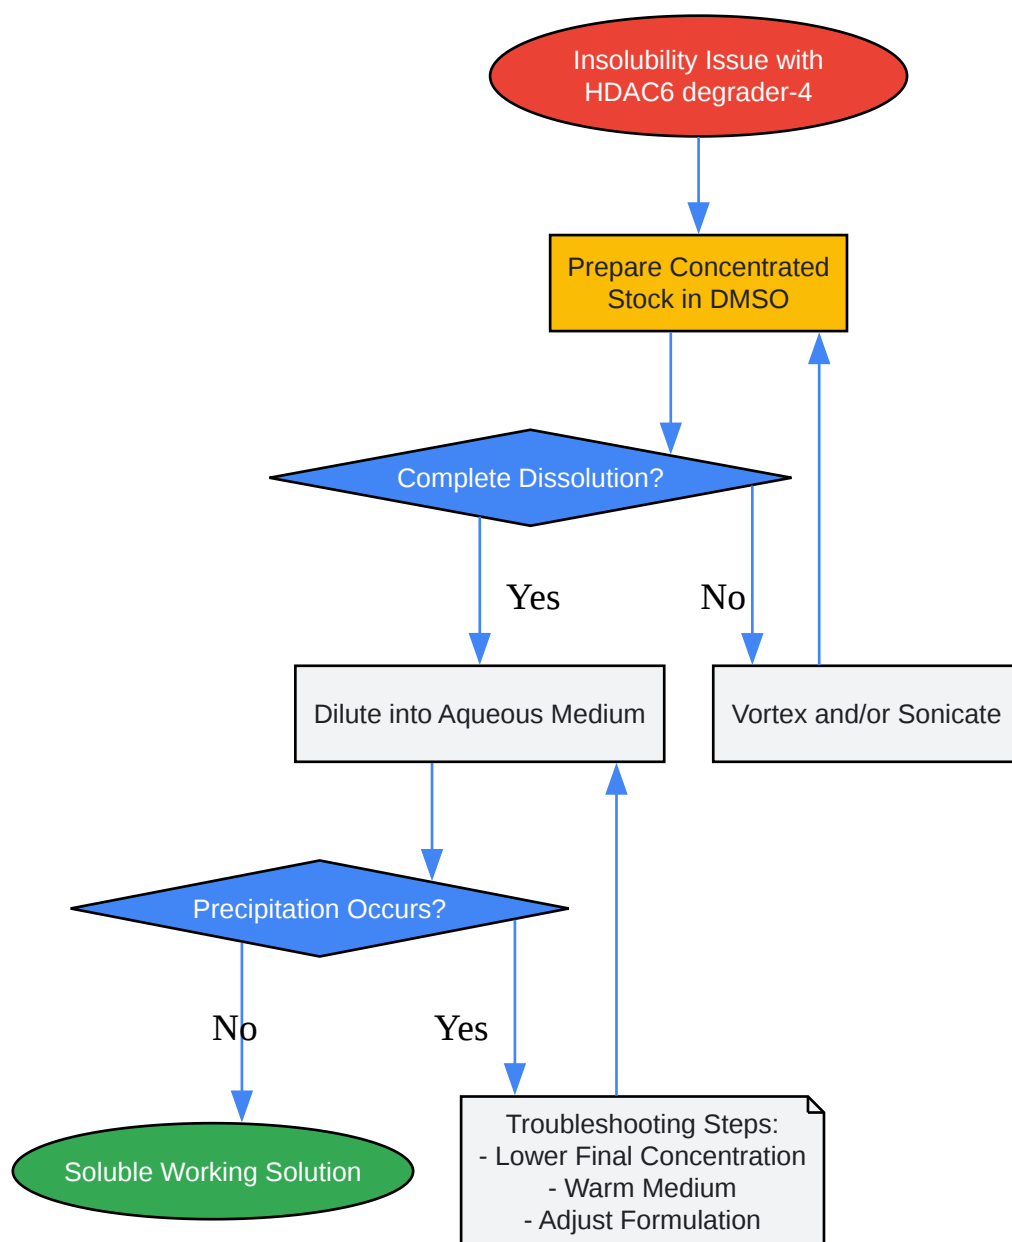 Insolubility Issue with
HDAC6 degrader-4
Prepare Concentrated
Stock in DMSO
Complete Dissolution?
Yes
No
Dilute into Aqueous Medium
Vortex and/or Sonicate
Precipitation Occurs?
No
Yes
Troubleshooting Steps:
- Lower Final Concentration
- Warm Medium
- Adjust Formulation
Soluble Working Solution